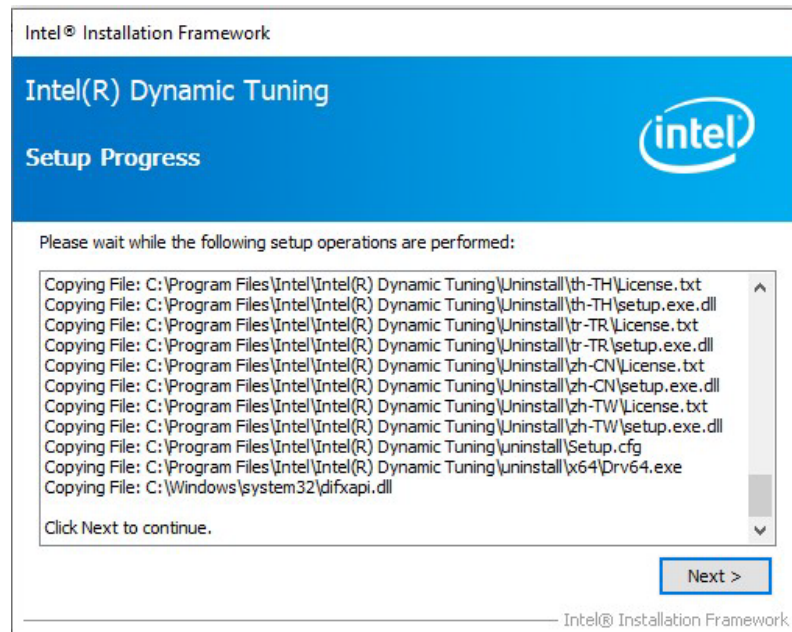 Intel® Installation Framework
Intel(R) Dynamic Tuning
intel
Setup Progress
Please wait while the following setup operations are performed:
Copying File: C:\Program Files\Intel\Intel(R) Dynamic Tuning\Uninstall\th-TH\License.txt
Copying File: C:\Program Files\Intel\Intel(R) Dynamic Tuning\Uninstall\th-TH\setup.exe.dll
Copying File: C:\Program Files\Intel\Intel(R) Dynamic Tuning\Uninstall\tr-TR\License.txt
Copying File: C:\Program Files\Intel\Intel(R) Dynamic Tuning\Uninstall\tr-TR\setup.exe.dll
Copying File: C:\Program Files\Intel\Intel(R) Dynamic Tuning\Uninstall\zh-CN\License.txt
Copying File: C:\Program Files\Intel\Intel(R) Dynamic Tuning\Uninstall\zh-CN\setup.exe.dll
Copying File: C:\Program Files\Intel\Intel(R) Dynamic Tuning\Uninstall\zh-TW\License.txt
Copying File: C:\Program Files\Intel\Intel(R) Dynamic Tuning\Uninstall\zh-TW\setup.exe.dll
Copying File: C:\Program Files\Intel\Intel(R) Dynamic Tuning\uninstall\Setup.cfg
Copying File: C:\Program Files\Intel\Intel(R) Dynamic Tuning\uninstall\x64\Drv64.exe
Copying File: C:\Windows\system32\difxapi.dll
Click Next to continue.
Next >
Intel® Installation Framework